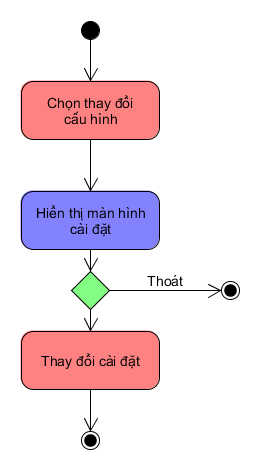 Chọn thay đổi
cấu hình
Hiển thị màn hình
cài đặt
Thoát
Thay đổi cài đặt